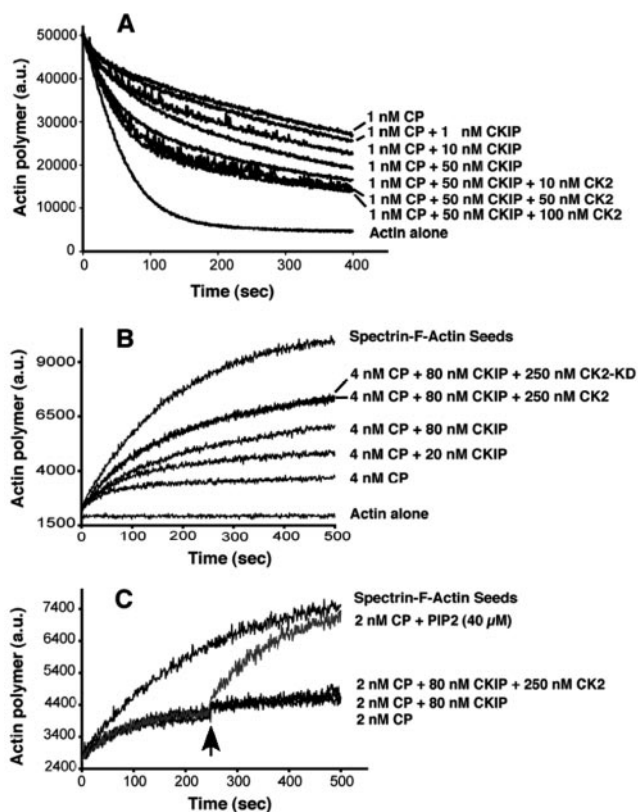 A
Actin polymer (a.u.)
50000
40000
30000
20000
10000
0
0 100 200 300 400
Time (sec)
1 nM CP
1 nM CP + 1 nM CKIP
1 nM CP + 10 nM CKIP
1 nM CP + 50 nM CKIP
1 nM CP + 50 nM CKIP + 10 nM CK2
1 nM CP + 50 nM CKIP + 50 nM CK2
1 nM CP + 50 nM CKIP + 100 nM CK2
Actin alone
B
Actin polymer (a.u.)
9000
6500
4000
1500
0 100 200 300 400 500
Time (sec)
Spectrin-F-Actin Seeds
4 nM CP + 80 nM CKIP + 250 nM CK2-KD
4 nM CP + 80 nM CKIP + 250 nM CK2
4 nM CP + 80 nM CKIP
4 nM CP + 20 nM CKIP
4 nM CP
Actin alone
C
Actin polymer (a.u.)
7400
6400
5400
4400
3400
2400
0 100 200 300 400 500
Time (sec)
Spectrin-F-Actin Seeds
2 nM CP + PIP2 (40 µM)
2 nM CP + 80 nM CKIP + 250 nM CK2
2 nM CP + 80 nM CKIP
2 nM CP